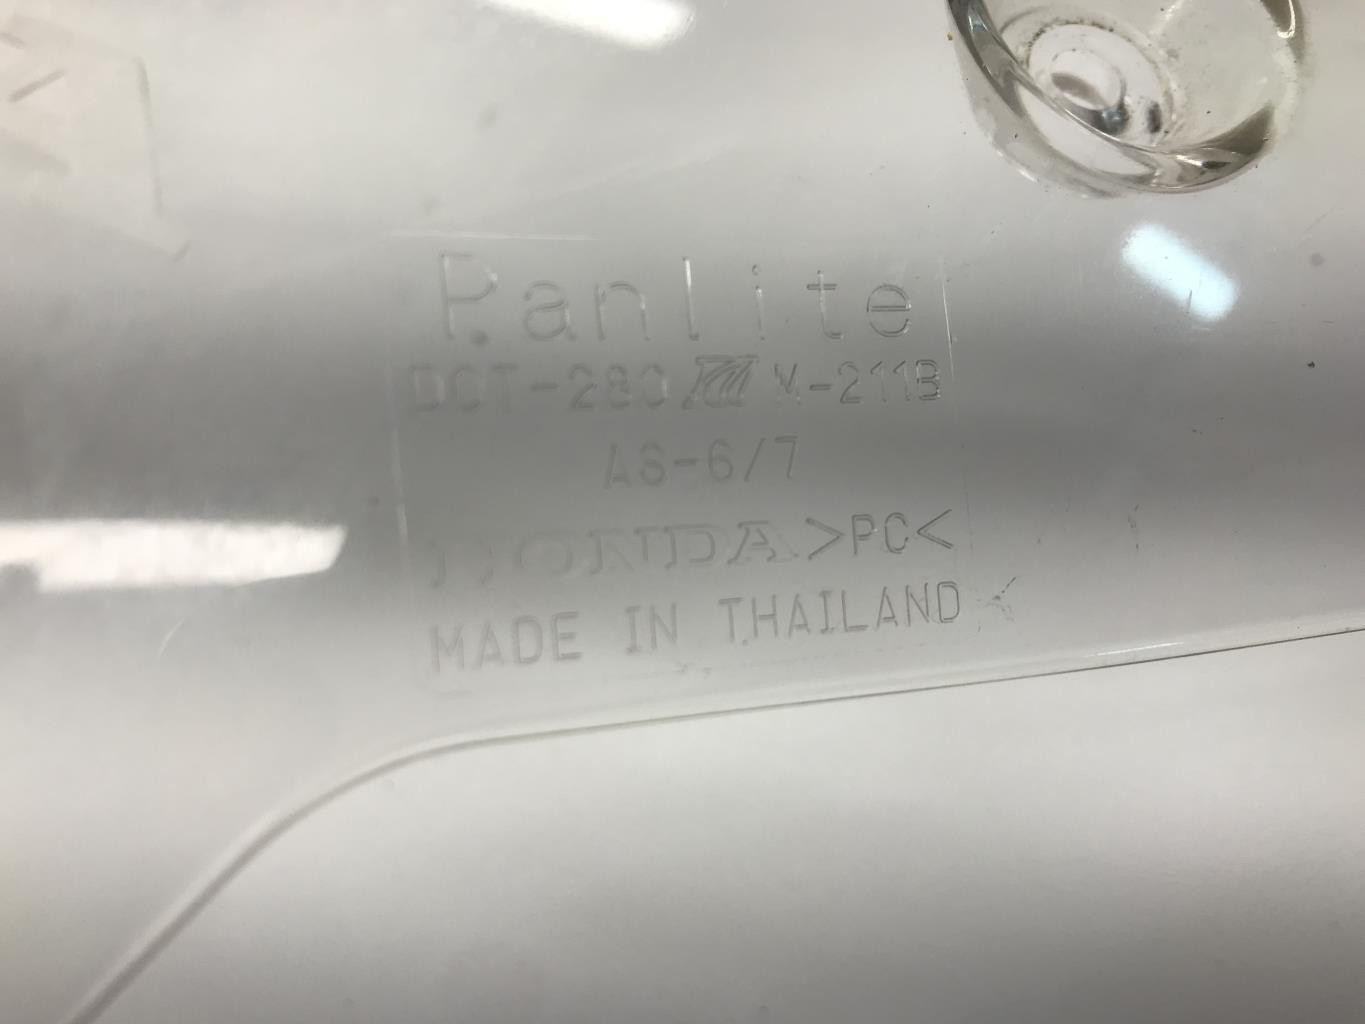 Panlite
DOT-280 M-211B
AS-6/7
HONDA >PC<
MADE IN THAILAND